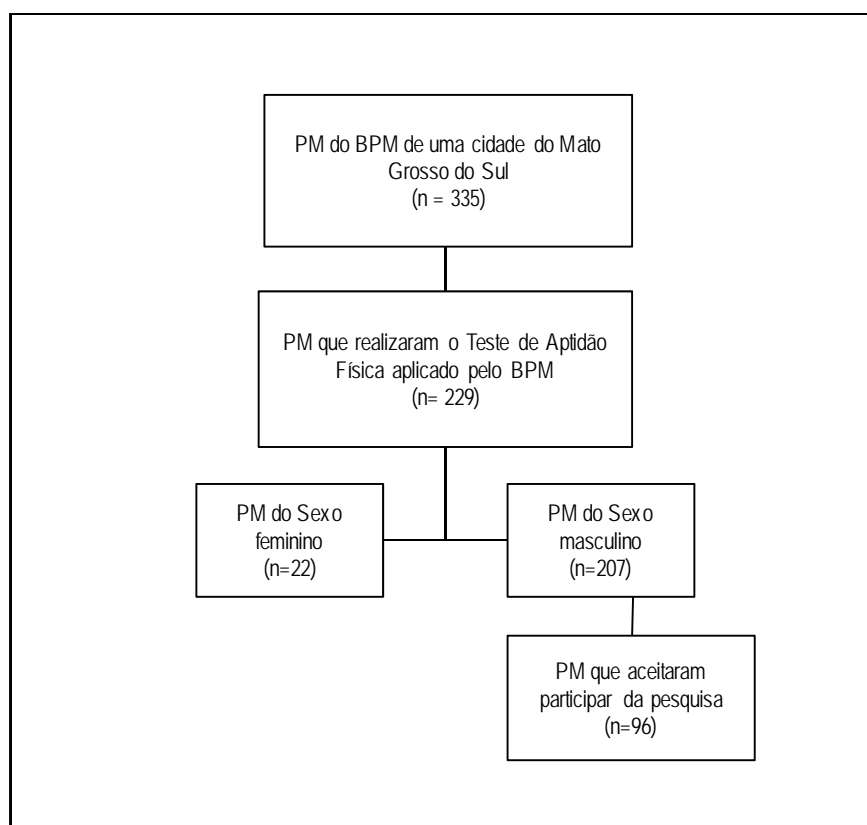 PM do BPM de uma cidade do Mato
Grosso do Sul
(n = 335)
PM que realizaram o Teste de Aptidão
Física aplicado pelo BPM
(n= 229)
PM do Sexo
feminino
(n=22)
PM do Sexo
masculino
(n=207)
PM que aceitaram
participar da pesquisa
(n=96)